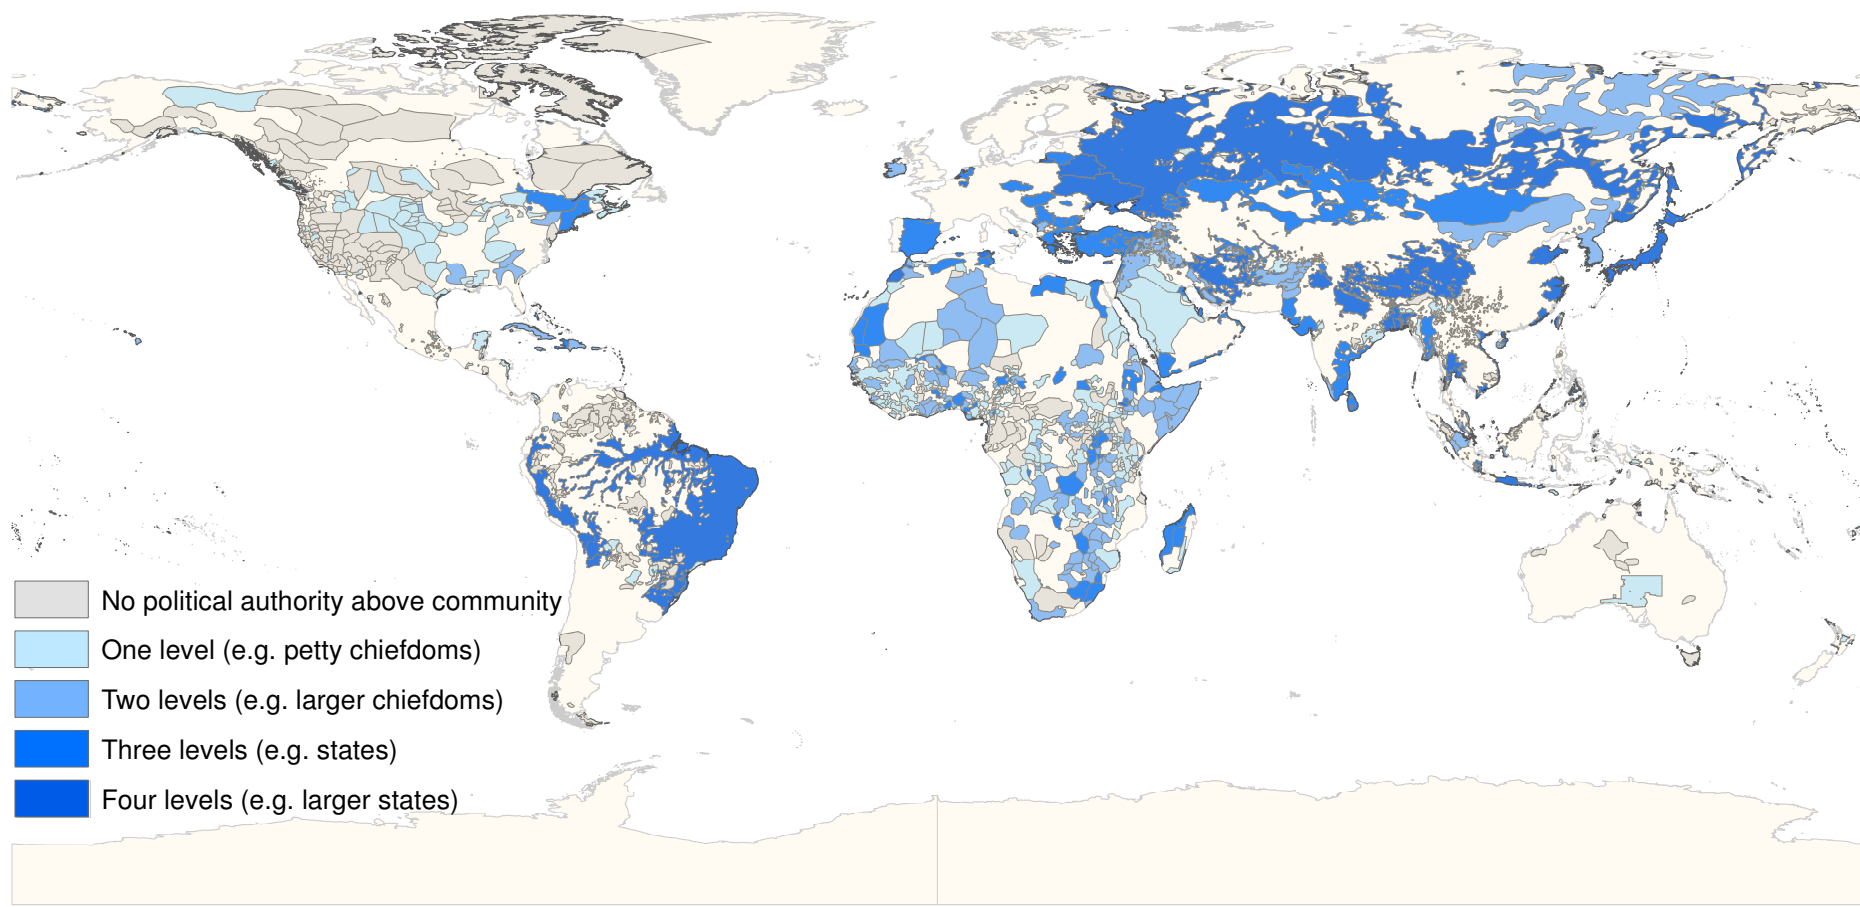 No political authority above community
One level (e.g. petty chiefdoms)
Two levels (e.g. larger chiefdoms)
Three levels (e.g. states)
Four levels (e.g. larger states)